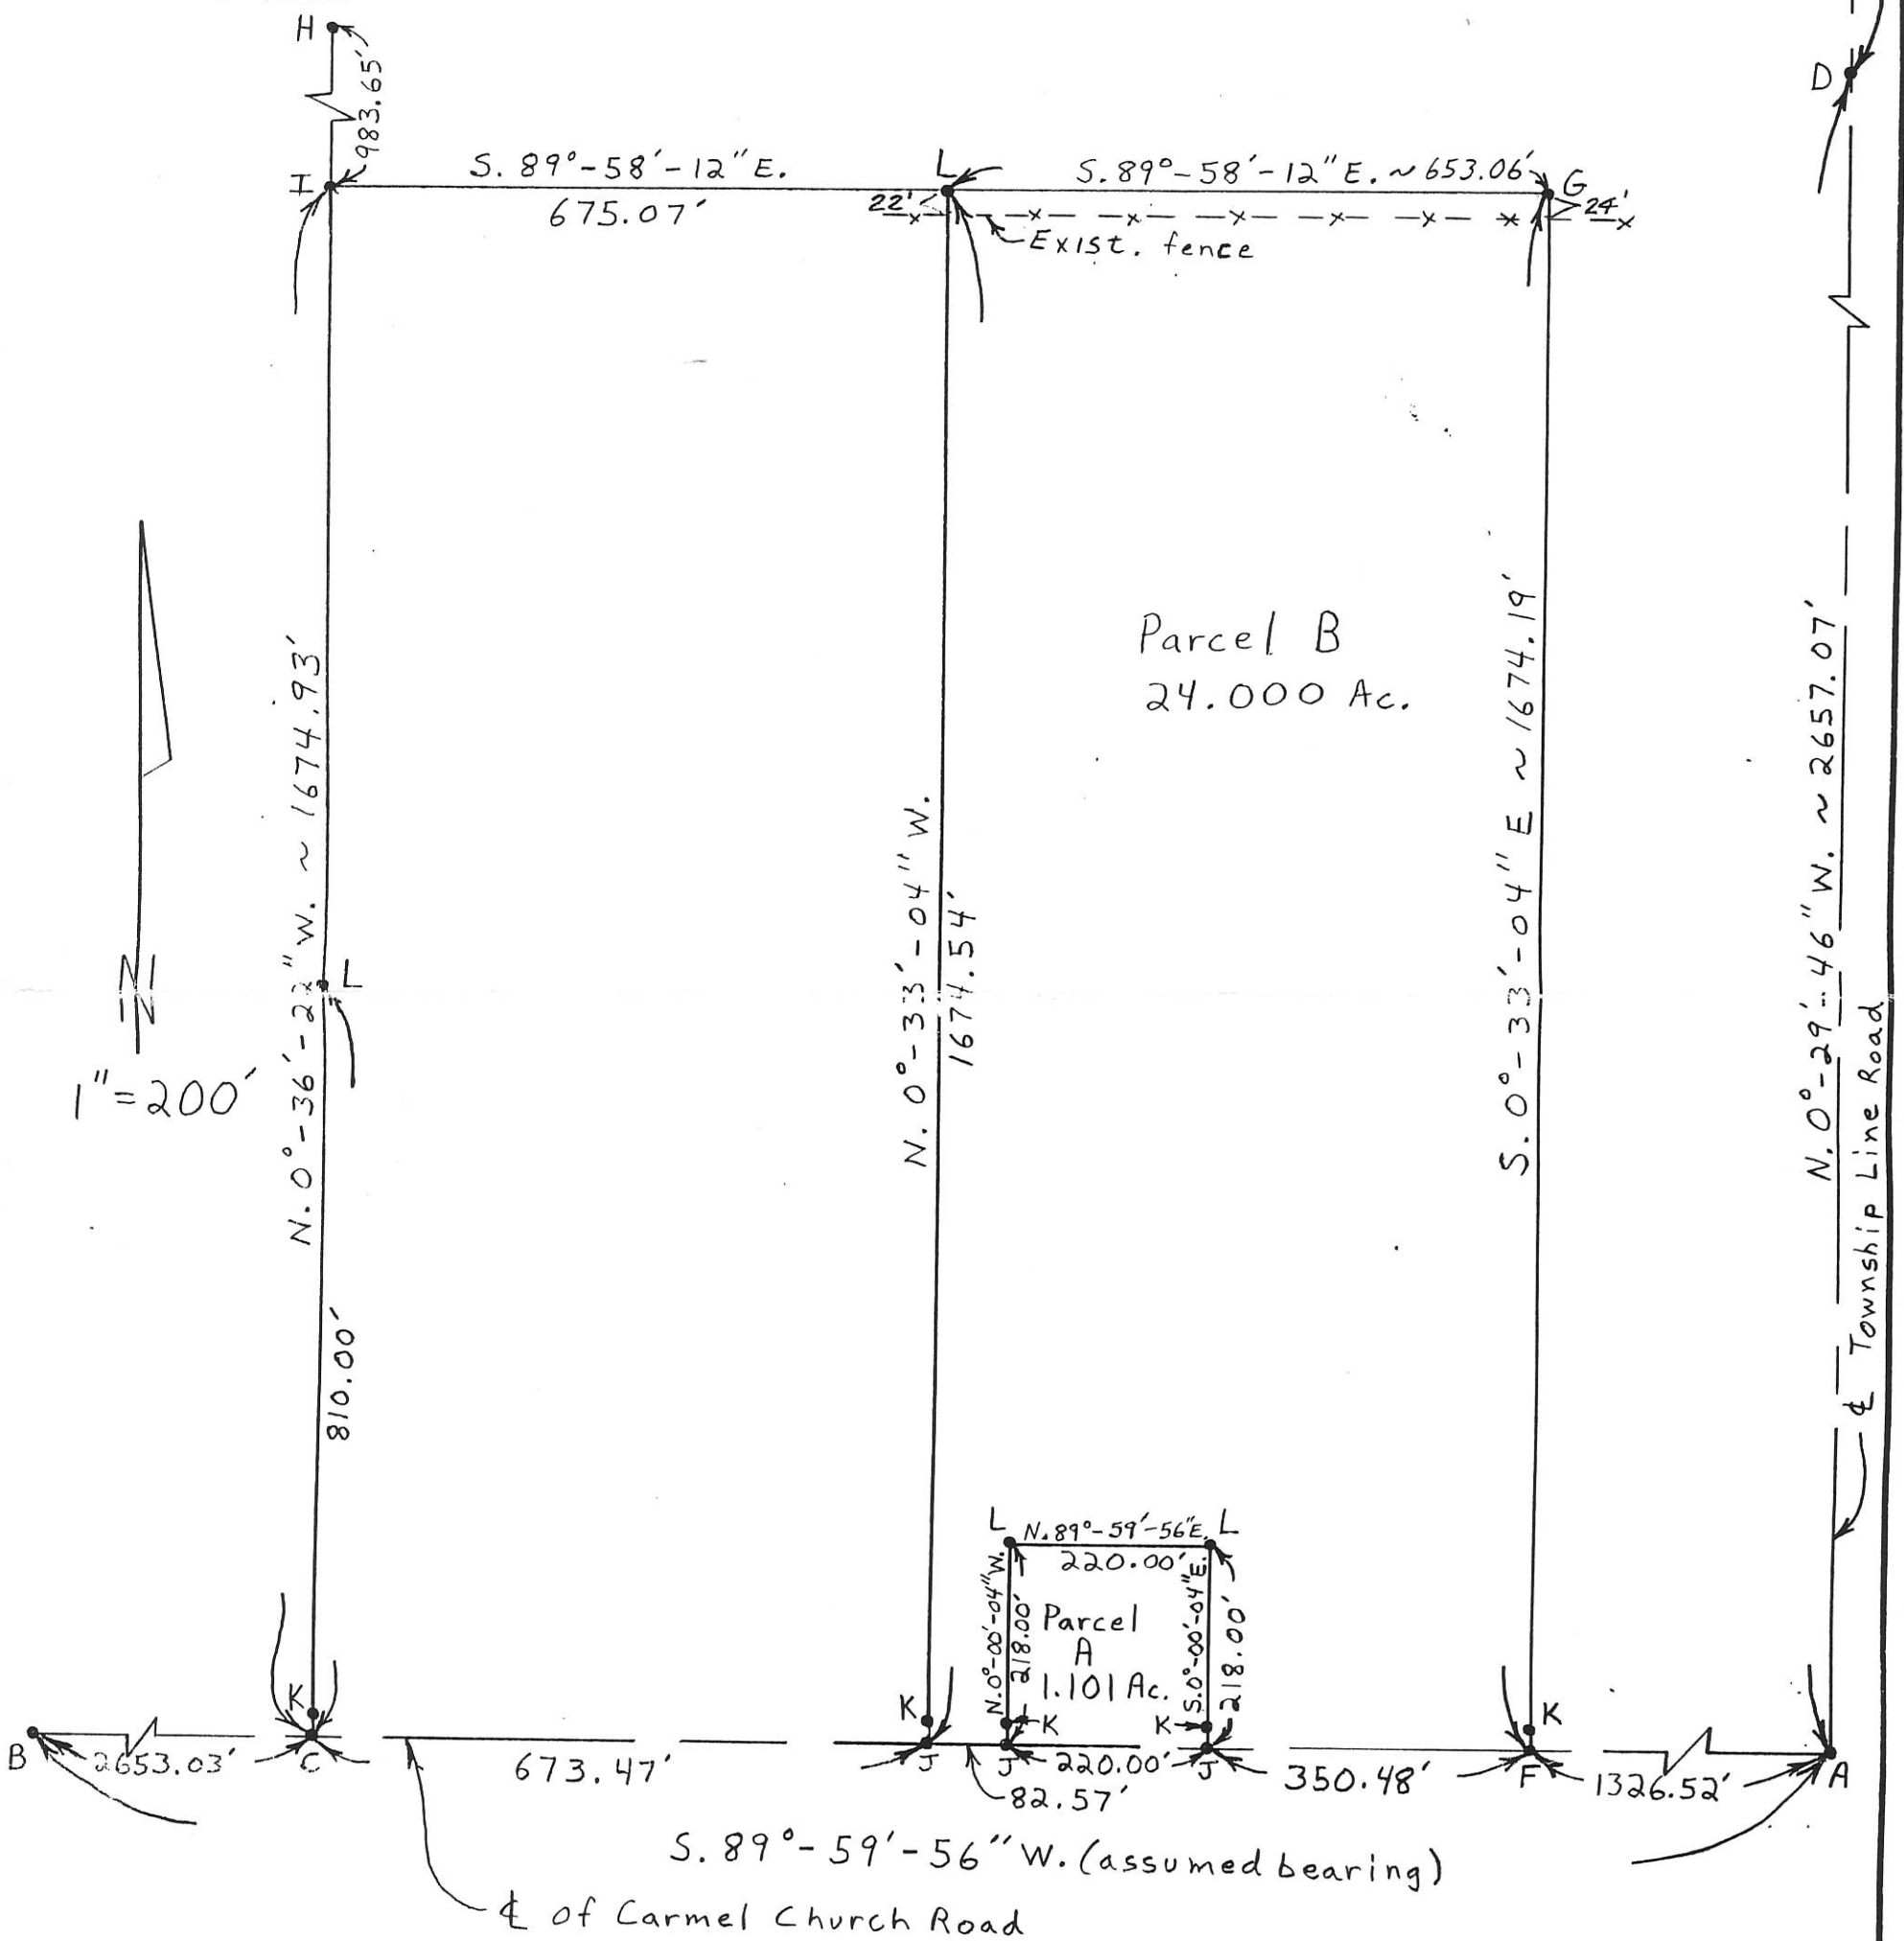 H
983.65'
D
I
S. 89°-58'-12" E.
675.07'
L
S. 89°-58'-12" E. ~ 653.06'
G
22'
24'
Exist. fence
Parcel B
24.000 Ac.
N. 0°-36'-22" W. ~ 1674.93'
L
810.00'
N. 0°-33'-04" W.
1674.54'
S. 0°-33'-04" E ~ 1674.19'
N. 0°-29'-46" W. ~ 2657.07'
℄ Township Line Road
N
1" = 200'
L
N. 89°-59'-56" E.
L
220.00'
N. 0°-00'-04" W.
218.00'
Parcel
A
1.101 Ac.
S. 0°-00'-04" E.
218.00'
K
K
K
K
K
B
2653.03'
C
673.47'
J
J
220.00'
J
350.48'
F
1326.52'
A
82.57'
S. 89°-59'-56" W. (assumed bearing)
℄ of Carmel Church Road